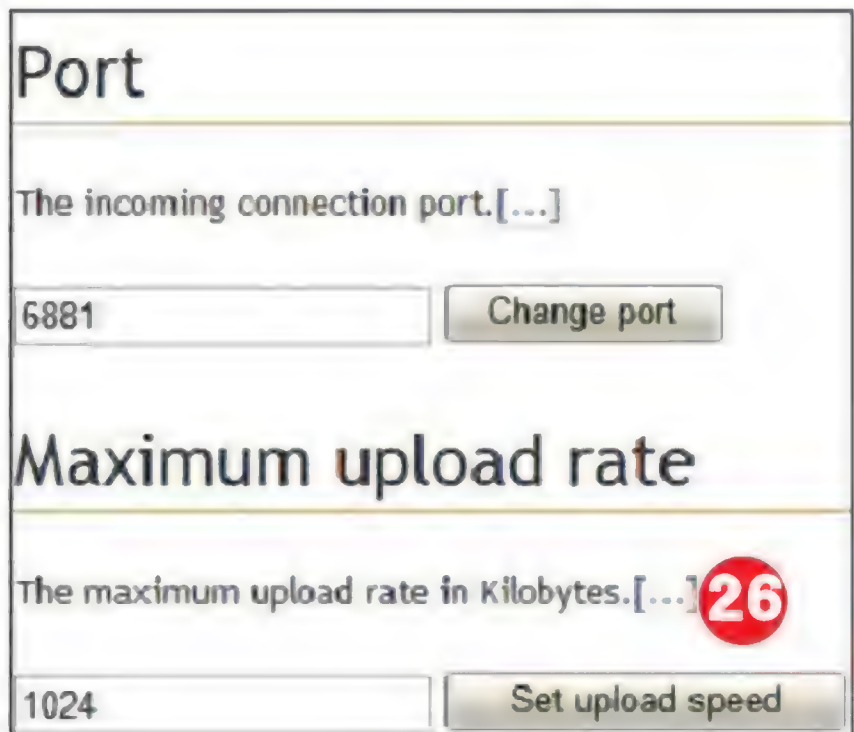 Port
The incoming connection port.[...]
6881 Change port
Maximum upload rate
The maximum upload rate in Kilobytes.[...] 26
1024 Set upload speed